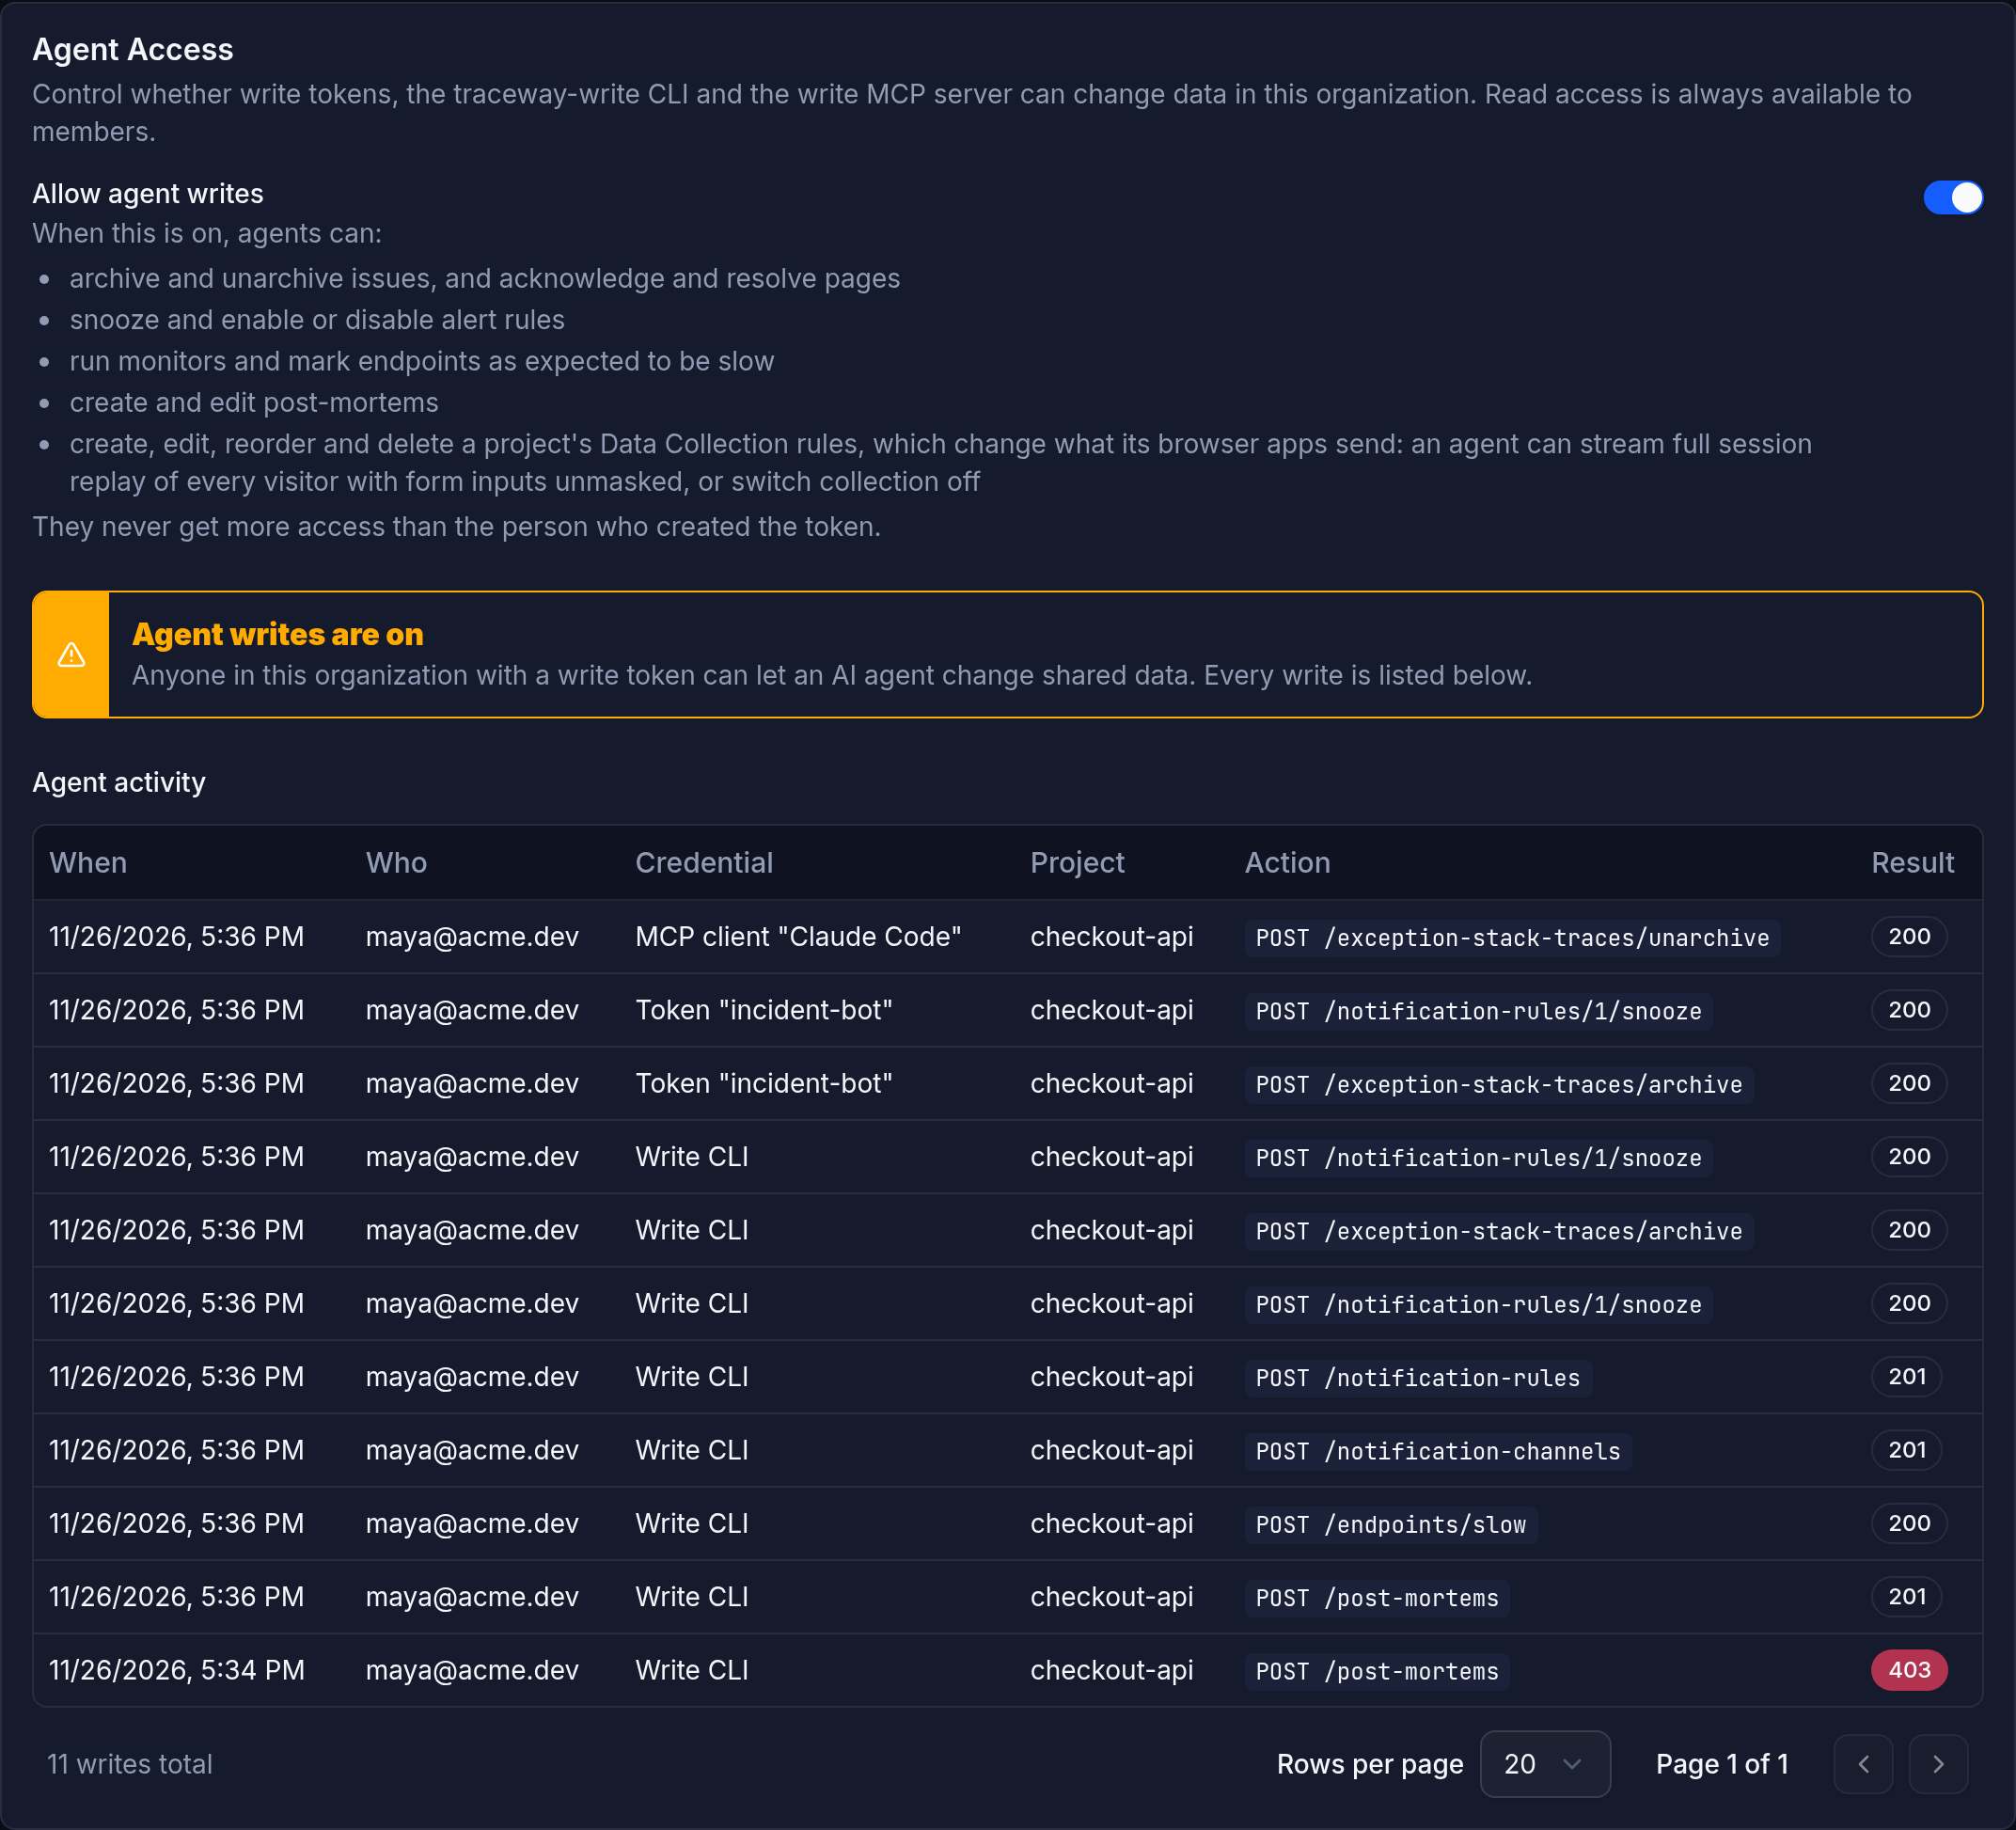 Agent Access
Control whether write tokens, the traceway-write CLI and the write MCP server can change data in this organization. Read access is always available to
members.
Allow agent writes
When this is on, agents can:
• archive and unarchive issues, and acknowledge and resolve pages
• snooze and enable or disable alert rules
• run monitors and mark endpoints as expected to be slow
• create and edit post-mortems
• create, edit, reorder and delete a project's Data Collection rules, which change what its browser apps send: an agent can stream full session
replay of every visitor with form inputs unmasked, or switch collection off
They never get more access than the person who created the token.
Agent writes are on
Anyone in this organization with a write token can let an AI agent change shared data. Every write is listed below.
Agent activity
When Who Credential Project Action Result
11/26/2026, 5:36 PM maya@acme.dev MCP client "Claude Code" checkout-api POST /exception-stack-traces/unarchive 200
11/26/2026, 5:36 PM maya@acme.dev Token "incident-bot" checkout-api POST /notification-rules/1/snooze 200
11/26/2026, 5:36 PM maya@acme.dev Token "incident-bot" checkout-api POST /exception-stack-traces/archive 200
11/26/2026, 5:36 PM maya@acme.dev Write CLI checkout-api POST /notification-rules/1/snooze 200
11/26/2026, 5:36 PM maya@acme.dev Write CLI checkout-api POST /exception-stack-traces/archive 200
11/26/2026, 5:36 PM maya@acme.dev Write CLI checkout-api POST /notification-rules/1/snooze 200
11/26/2026, 5:36 PM maya@acme.dev Write CLI checkout-api POST /notification-rules 201
11/26/2026, 5:36 PM maya@acme.dev Write CLI checkout-api POST /notification-channels 201
11/26/2026, 5:36 PM maya@acme.dev Write CLI checkout-api POST /endpoints/slow 200
11/26/2026, 5:36 PM maya@acme.dev Write CLI checkout-api POST /post-mortems 201
11/26/2026, 5:34 PM maya@acme.dev Write CLI checkout-api POST /post-mortems 403
11 writes total Rows per page 20 Page 1 of 1